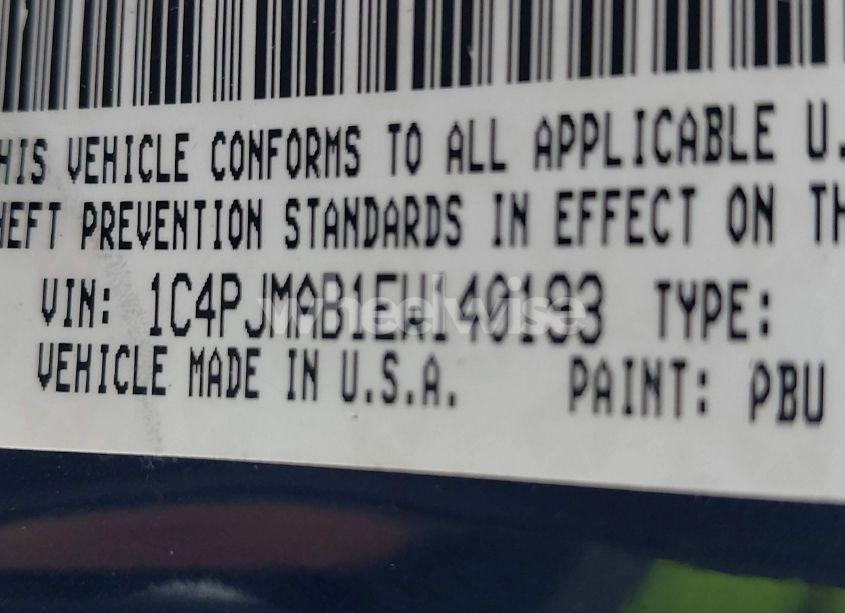 HIS VEHICLE CONFORMS TO ALL APPLICABLE U.
HEFT PREVENTION STANDARDS IN EFFECT ON TH
VIN: 1C4PJMAB1EW140193 TYPE:
wheelwise
VEHICLE MADE IN U.S.A. PAINT: PBU